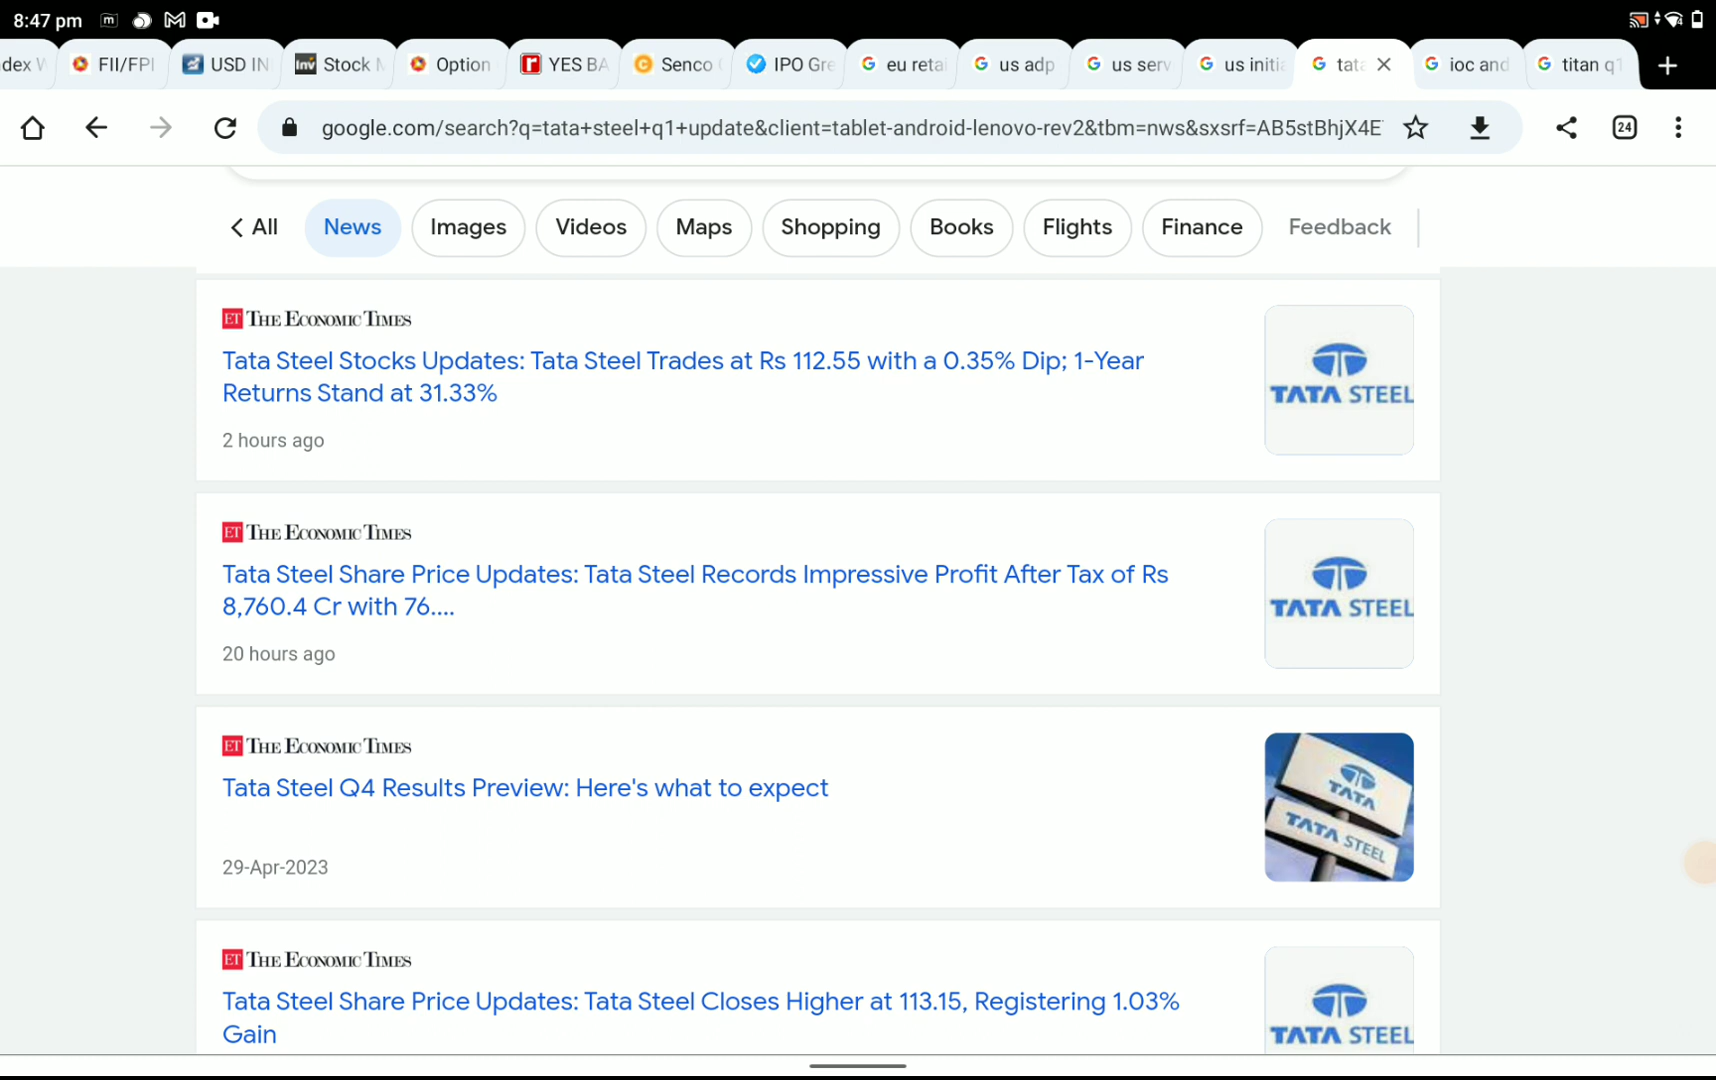 8:47 pm
dex W
FII/FPI
USD IN
Stock M
Option
YES BA
Senco
IPO Gre
eu retai
us adp
us serv
us initia
tata
ioc and
titan q1
google.com/search?q=tata+steel+q1+update&client=tablet-android-lenovo-rev2&tbm=nws&sxsrf=AB5stBhjX4E
24
All
News
Images
Videos
Maps
Shopping
Books
Flights
Finance
Feedback
ET THE ECONOMIC TIMES
Tata Steel Stocks Updates: Tata Steel Trades at Rs 112.55 with a 0.35% Dip; 1-Year
Returns Stand at 31.33%
2 hours ago
TATA STEEL
ET THE ECONOMIC TIMES
Tata Steel Share Price Updates: Tata Steel Records Impressive Profit After Tax of Rs
8,760.4 Cr with 76....
20 hours ago
TATA STEEL
ET THE ECONOMIC TIMES
Tata Steel Q4 Results Preview: Here's what to expect
29-Apr-2023
TATA
TATA STEEL
ET THE ECONOMIC TIMES
Tata Steel Share Price Updates: Tata Steel Closes Higher at 113.15, Registering 1.03%
Gain
TATA STEEL